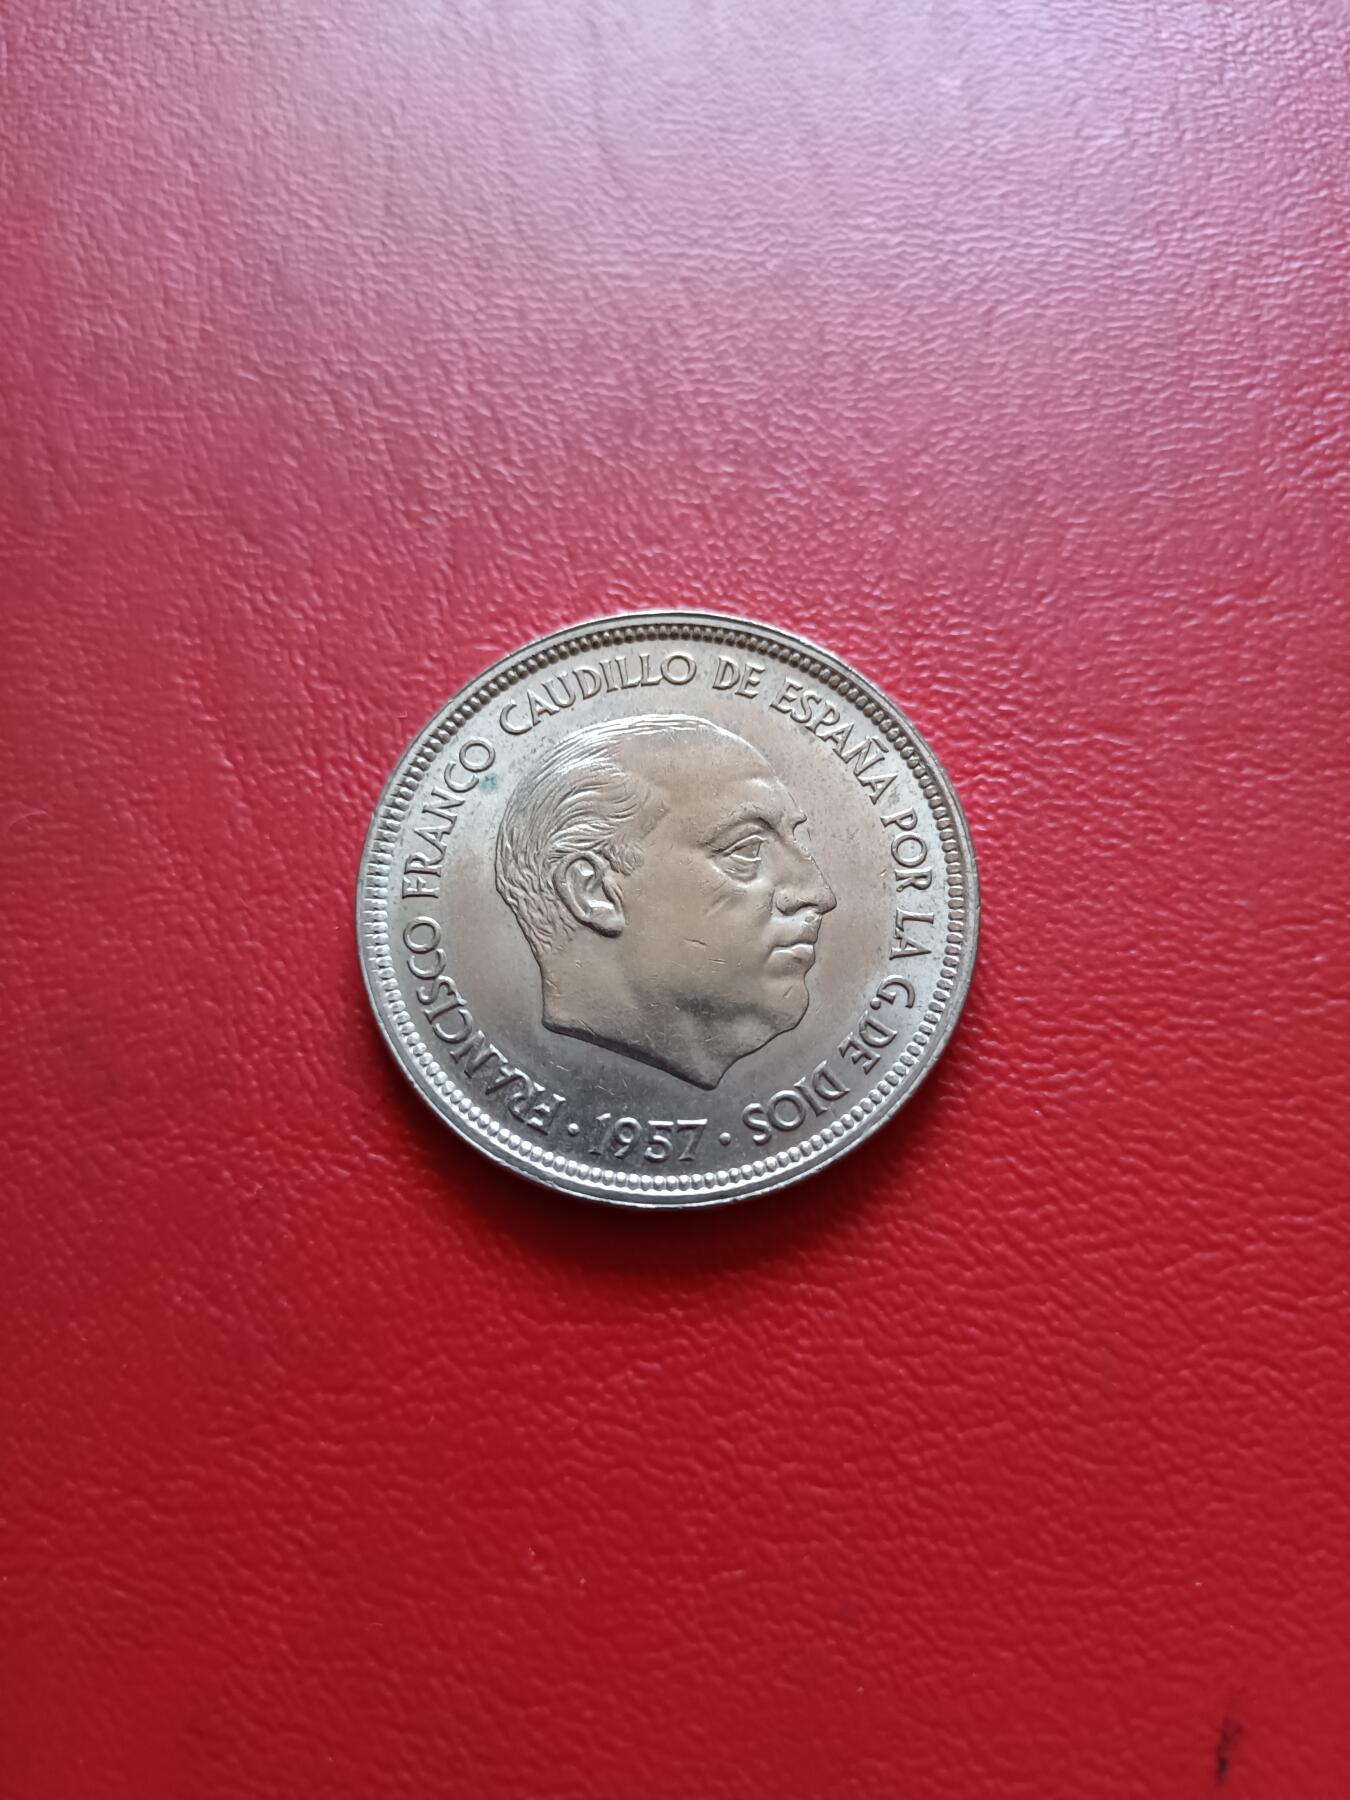 FRANCISCO FRANCO CAUDILLO DE ESPAÑA POR LA G. DE DIOS
· 1957 ·